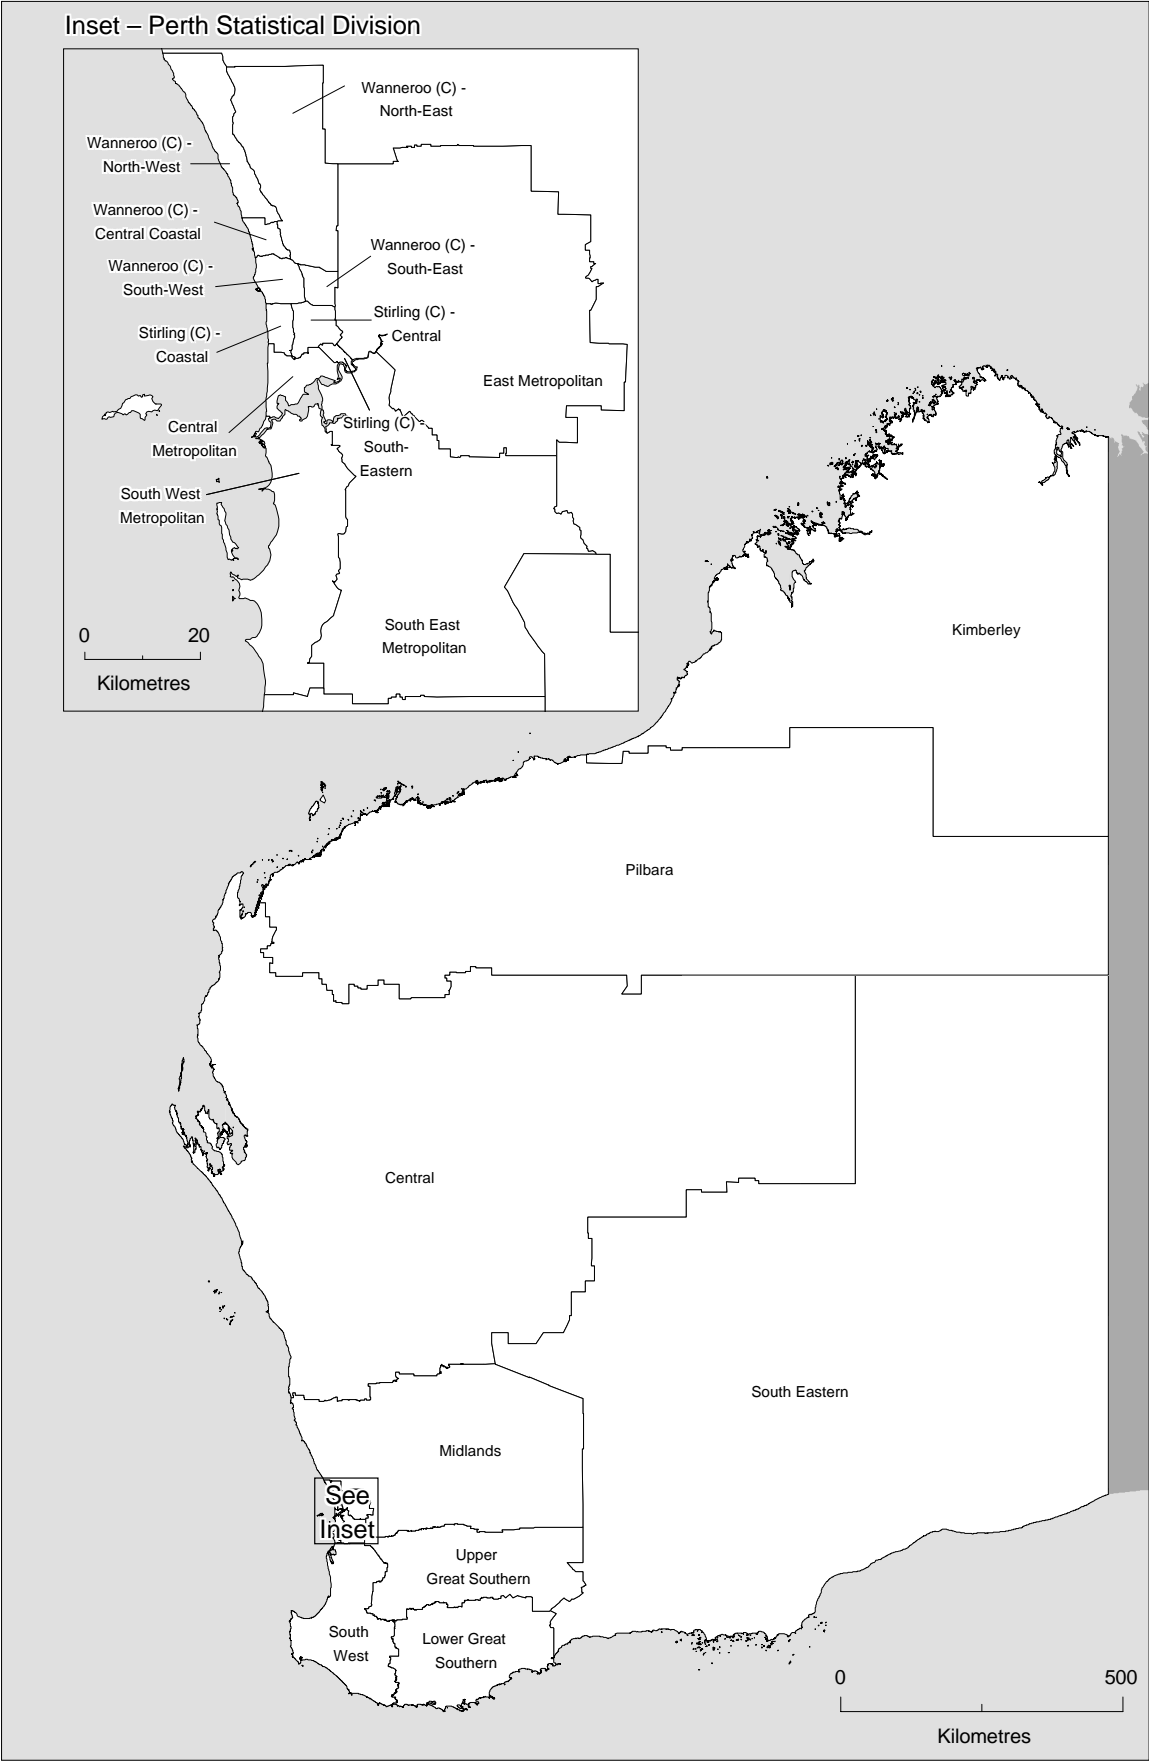 Inset – Perth Statistical Division
Wanneroo (C) -
North-East
Wanneroo (C) -
North-West
Wanneroo (C) -
Central Coastal
Wanneroo (C) -
South-East
Wanneroo (C) -
South-West
Stirling (C) -
Central
Stirling (C) -
Coastal
East Metropolitan
Central
Metropolitan
Stirling (C) -
South-
Eastern
South West
Metropolitan
South East
Metropolitan
0 20
Kilometres
Kimberley
Pilbara
Central
South Eastern
Midlands
See
Inset
Upper
Great Southern
South
West
Lower Great
Southern
0 500
Kilometres